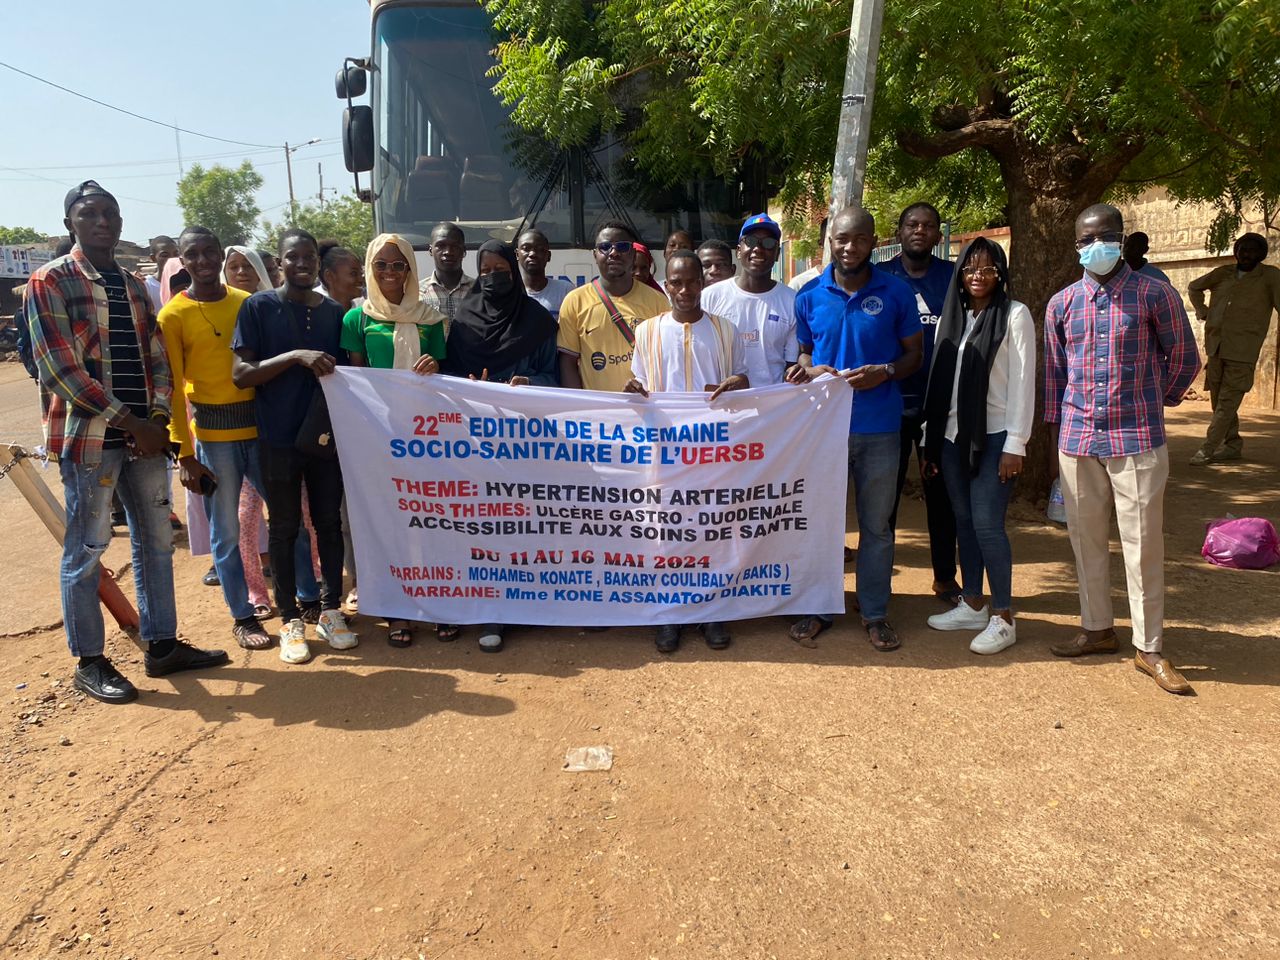 22EME EDITION DE LA SEMAINE
SOCIO-SANITAIRE DE L'UERSB
THEME: HYPERTENSION ARTERIELLE
SOUS THEMES: ULCÈRE GASTRO - DUODENALE
ACCESSIBILITE AUX SOINS DE SANTE
DU 11 AU 16 MAI 2024
PARRAINS : MOHAMED KONATE , BAKARY COULIBALY ( BAKIS )
MARRAINE: Mme KONE ASSANATOU DIAKITE
Spot